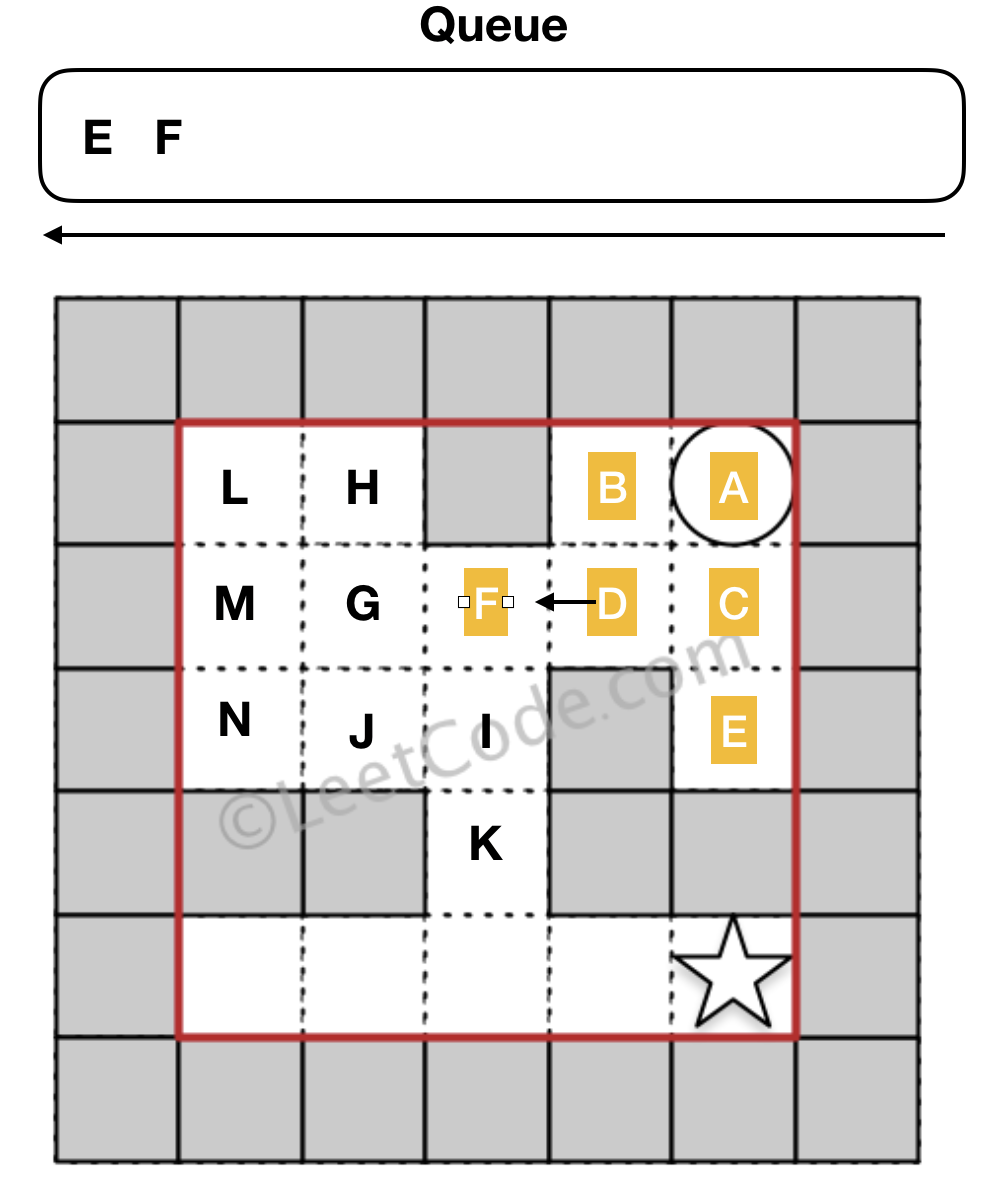 Queue
E F
L H B A
M G F D C
N J I E
K
©LeetCode.com